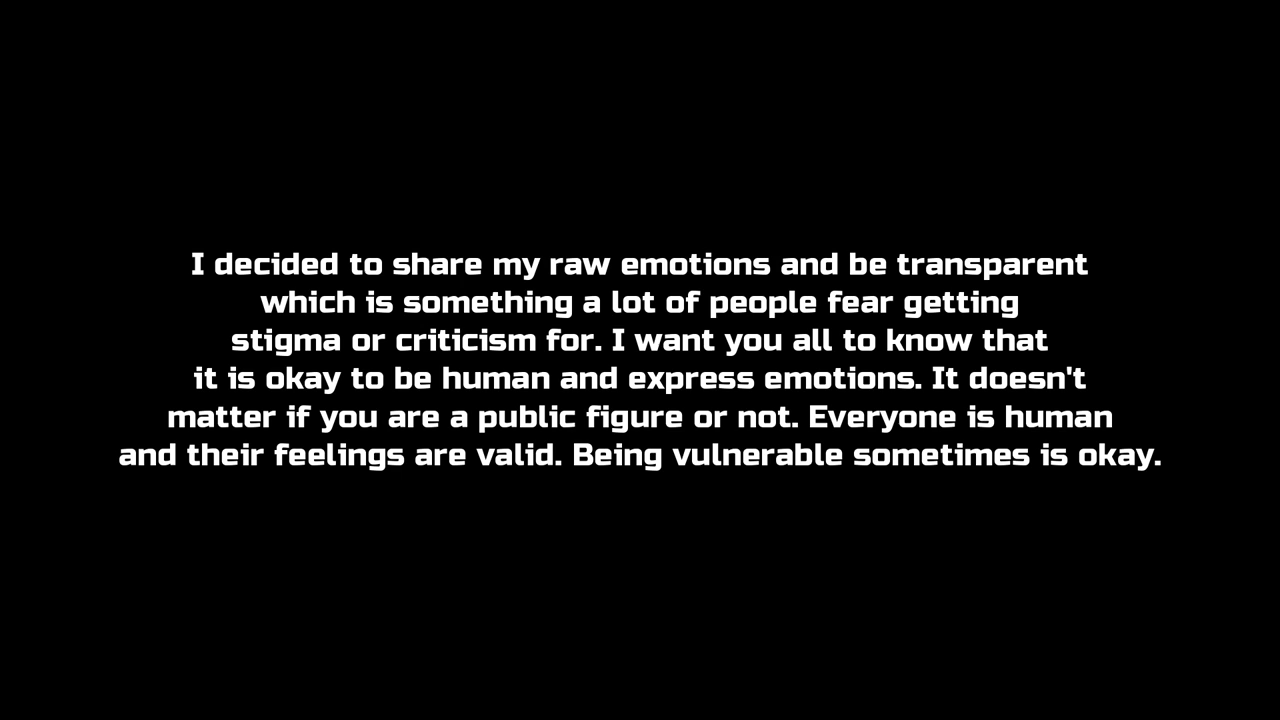 I decided to share my raw emotions and be transparent
which is something a lot of people fear getting
stigma or criticism for. I want you all to know that
it is okay to be human and express emotions. It doesn't
matter if you are a public figure or not. Everyone is human
and their feelings are valid. Being vulnerable sometimes is okay.